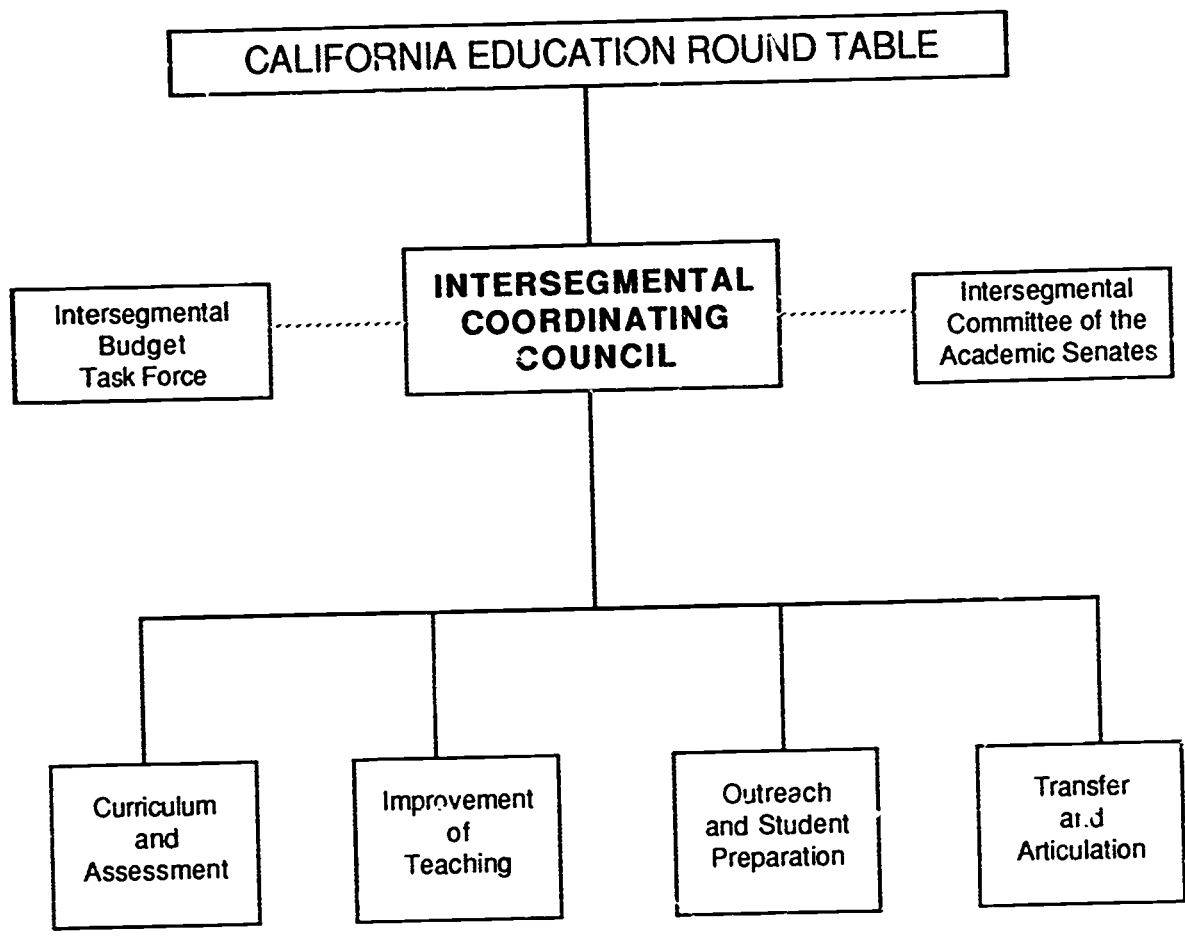 CALIFORNIA EDUCATION ROUND TABLE
INTERSEGMENTAL
COORDINATING
COUNCIL
Intersegmental
Budget
Task Force
Intersegmental
Committee of the
Academic Senates
Curriculum
and
Assessment
Improvement
of
Teaching
Outreach
and Student
Preparation
Transfer
and
Articulation